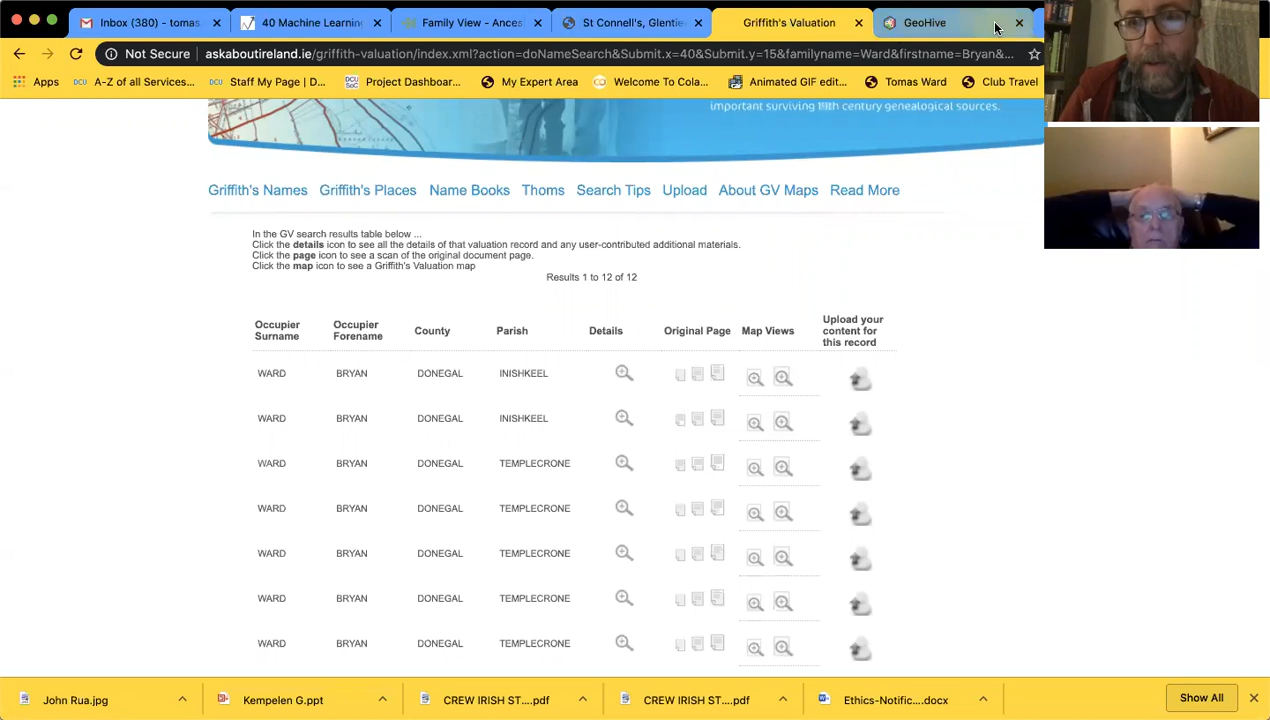 Inbox (380) - tomas
40 Machine Learning
Family View - Ances
St Connell's, Glentie
Griffith's Valuation
GeoHive
Not Secure
askaboutireland.ie/griffith-valuation/index.xml?action=doNameSearch&Submit.x=40&Submit.y=15&familyname=Ward&firstname=Bryan&...
Apps
DCU A-Z of all Services...
DCU Staff My Page | D...
DCU SoC Project Dashboar...
My Expert Area
Welcome To Cola...
Animated GIF edit...
Tomas Ward
Club Travel
important surviving 19th century genealogical sources.
Griffith's Names Griffith's Places Name Books Thoms Search Tips Upload About GV Maps Read More
In the GV search results table below ...
Click the details icon to see all the details of that valuation record and any user-contributed additional materials.
Click the page icon to see a scan of the original document page.
Click the map icon to see a Griffith's Valuation map
Results 1 to 12 of 12
Occupier Surname
Occupier Forename
County
Parish
Details
Original Page
Map Views
Upload your content for this record
WARD BRYAN DONEGAL INISHKEEL
WARD BRYAN DONEGAL INISHKEEL
WARD BRYAN DONEGAL TEMPLECRONE
WARD BRYAN DONEGAL TEMPLECRONE
WARD BRYAN DONEGAL TEMPLECRONE
WARD BRYAN DONEGAL TEMPLECRONE
WARD BRYAN DONEGAL TEMPLECRONE
John Rua.jpg
Kempelen G.ppt
CREW IRISH ST....pdf
CREW IRISH ST....pdf
Ethics-Notific....docx
Show All